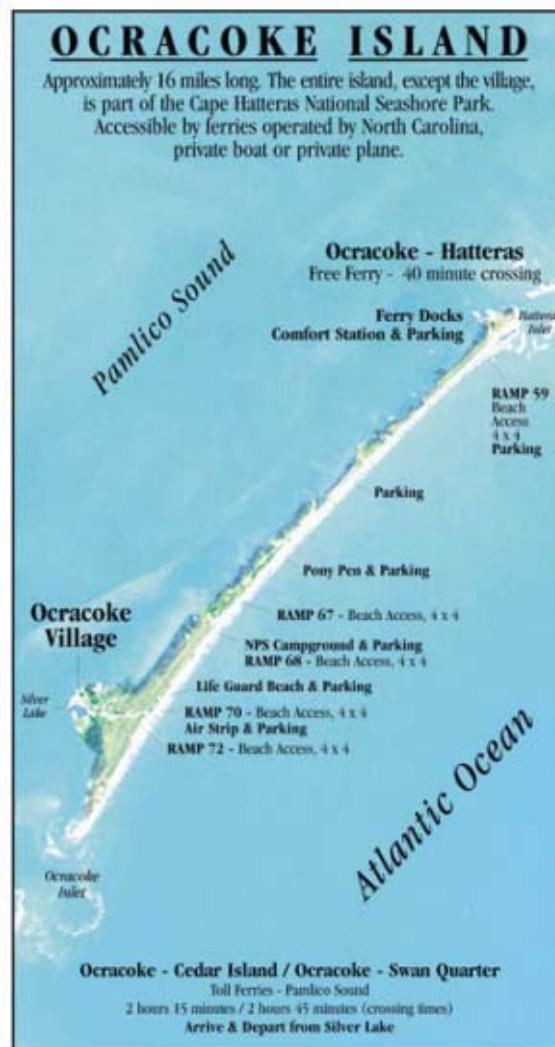 OCRACOKE ISLAND
Approximately 16 miles long. The entire island, except the village,
is part of the Cape Hatteras National Seashore Park.
Accessible by ferries operated by North Carolina,
private boat or private plane.
Pamlico Sound
Ocracoke - Hatteras
Free Ferry - 40 minute crossing
Ferry Docks
Comfort Station & Parking
Hatteras
Inlet
RAMP 59
Beach
Access
4 x 4
Parking
Parking
Pony Pen & Parking
RAMP 67 - Beach Access, 4 x 4
Ocracoke
Village
NPS Campground & Parking
RAMP 68 - Beach Access, 4 x 4
Life Guard Beach & Parking
Silver
Lake
RAMP 70 - Beach Access, 4 x 4
Air Strip & Parking
RAMP 72 - Beach Access, 4 x 4
Atlantic Ocean
Ocracoke
Inlet
Ocracoke - Cedar Island / Ocracoke - Swan Quarter
Toll Ferries - Pamlico Sound
2 hours 15 minutes / 2 hours 45 minutes (crossing times)
Arrive & Depart from Silver Lake